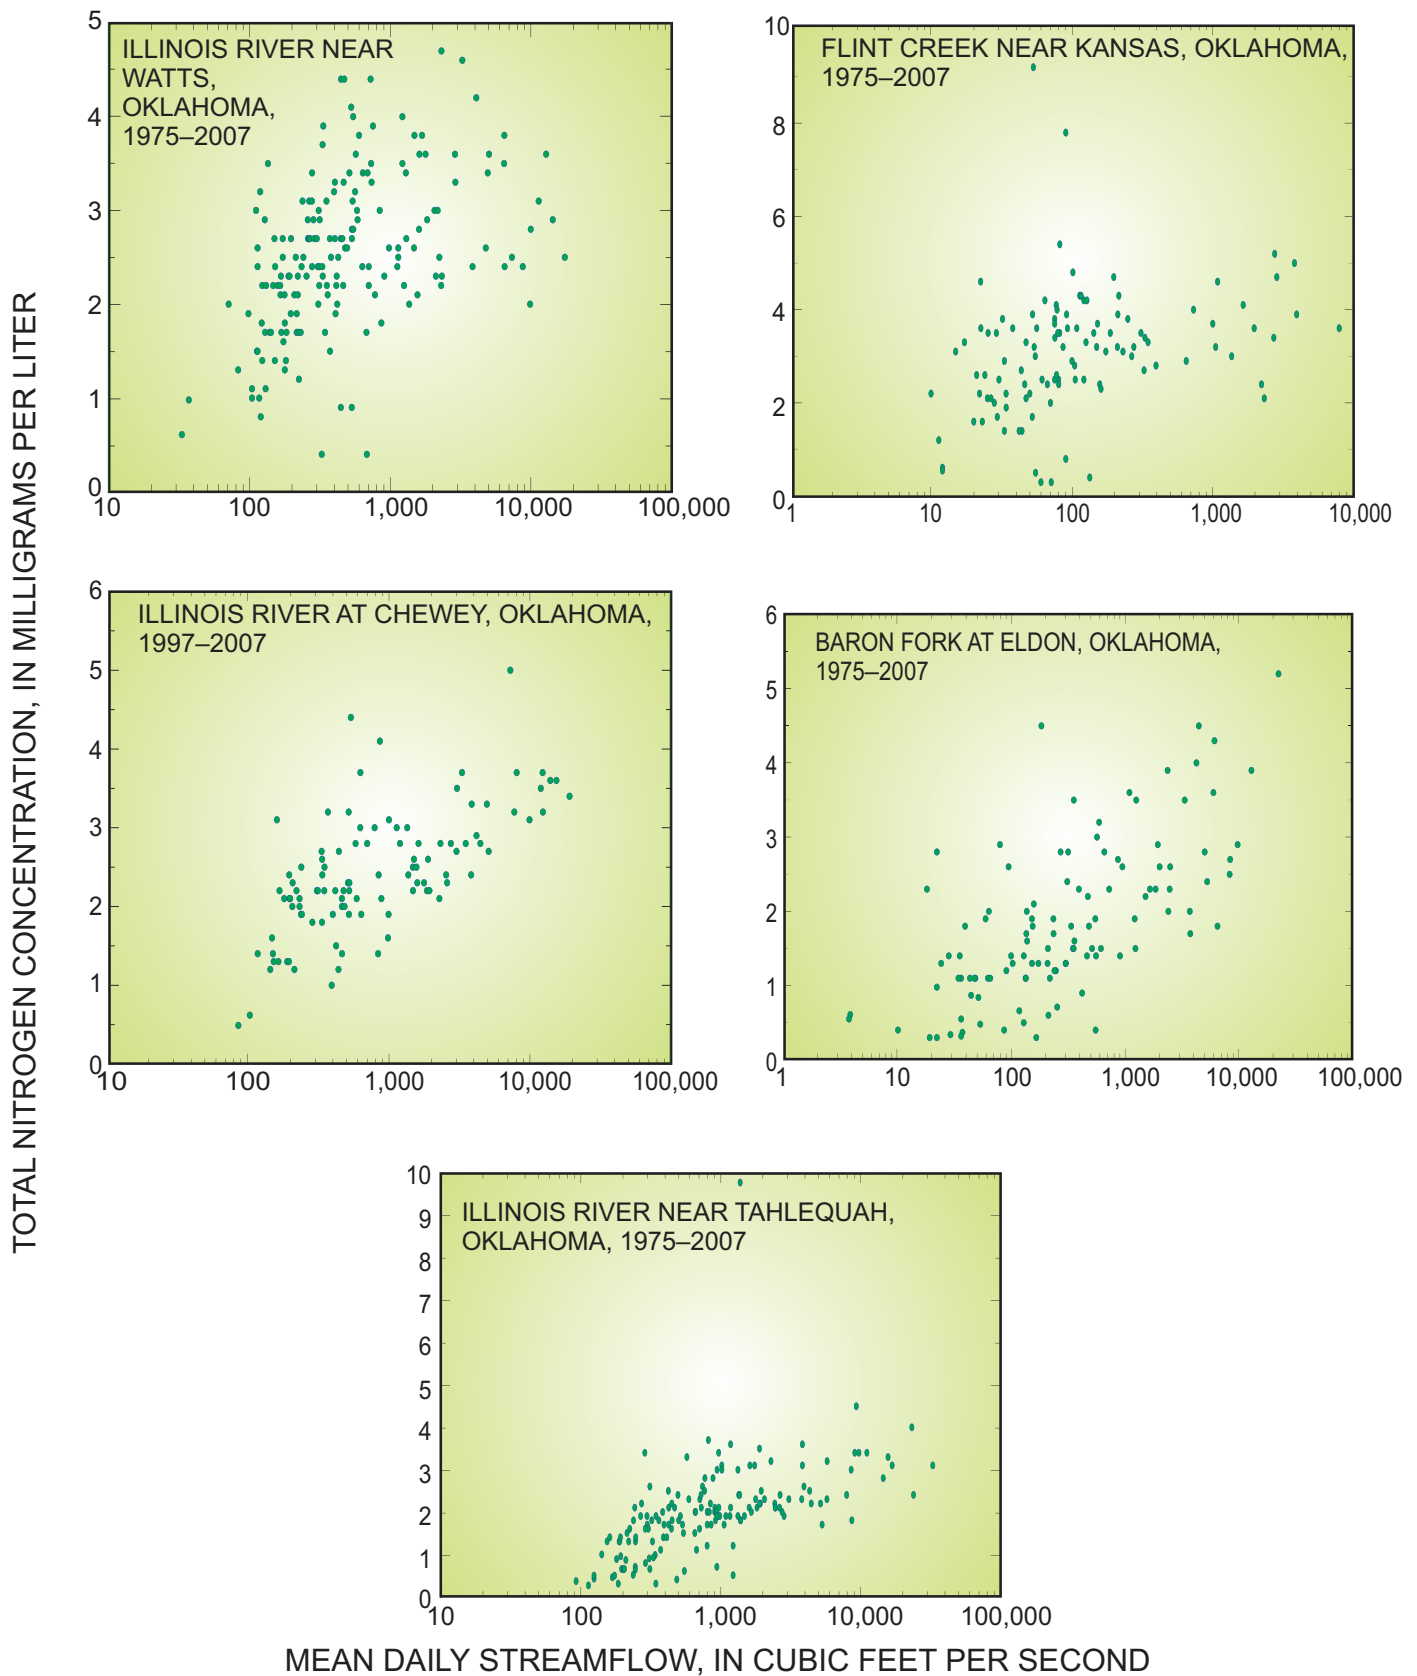 TOTAL NITROGEN CONCENTRATION, IN MILLIGRAMS PER LITER
ILLINOIS RIVER NEAR
WATTS,
OKLAHOMA,
1975–2007
5
4
3
2
1
0
10 100 1,000 10,000 100,000
FLINT CREEK NEAR KANSAS, OKLAHOMA,
1975–2007
10
8
6
4
2
0
1 10 100 1,000 10,000
ILLINOIS RIVER AT CHEWEY, OKLAHOMA,
1997–2007
6
5
4
3
2
1
0
10 100 1,000 10,000 100,000
BARON FORK AT ELDON, OKLAHOMA,
1975–2007
6
5
4
3
2
1
0
1 10 100 1,000 10,000 100,000
ILLINOIS RIVER NEAR TAHLEQUAH,
OKLAHOMA, 1975–2007
10
9
8
7
6
5
4
3
2
1
0
10 100 1,000 10,000 100,000
MEAN DAILY STREAMFLOW, IN CUBIC FEET PER SECOND